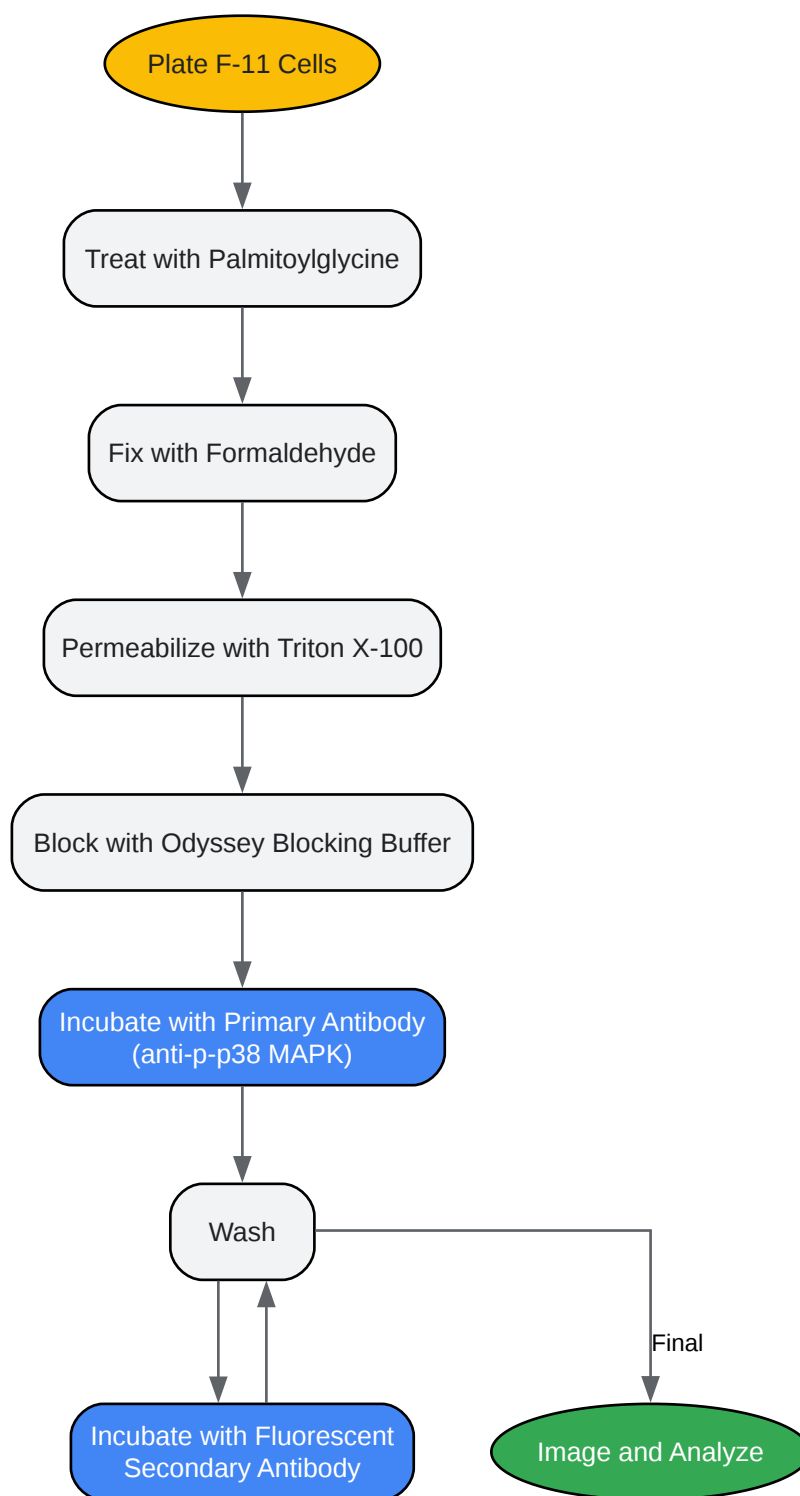 Plate F-11 Cells
Treat with Palmitoylglycine
Fix with Formaldehyde
Permeabilize with Triton X-100
Block with Odyssey Blocking Buffer
Incubate with Primary Antibody
(anti-p-p38 MAPK)
Wash
Final
Incubate with Fluorescent
Secondary Antibody
Image and Analyze